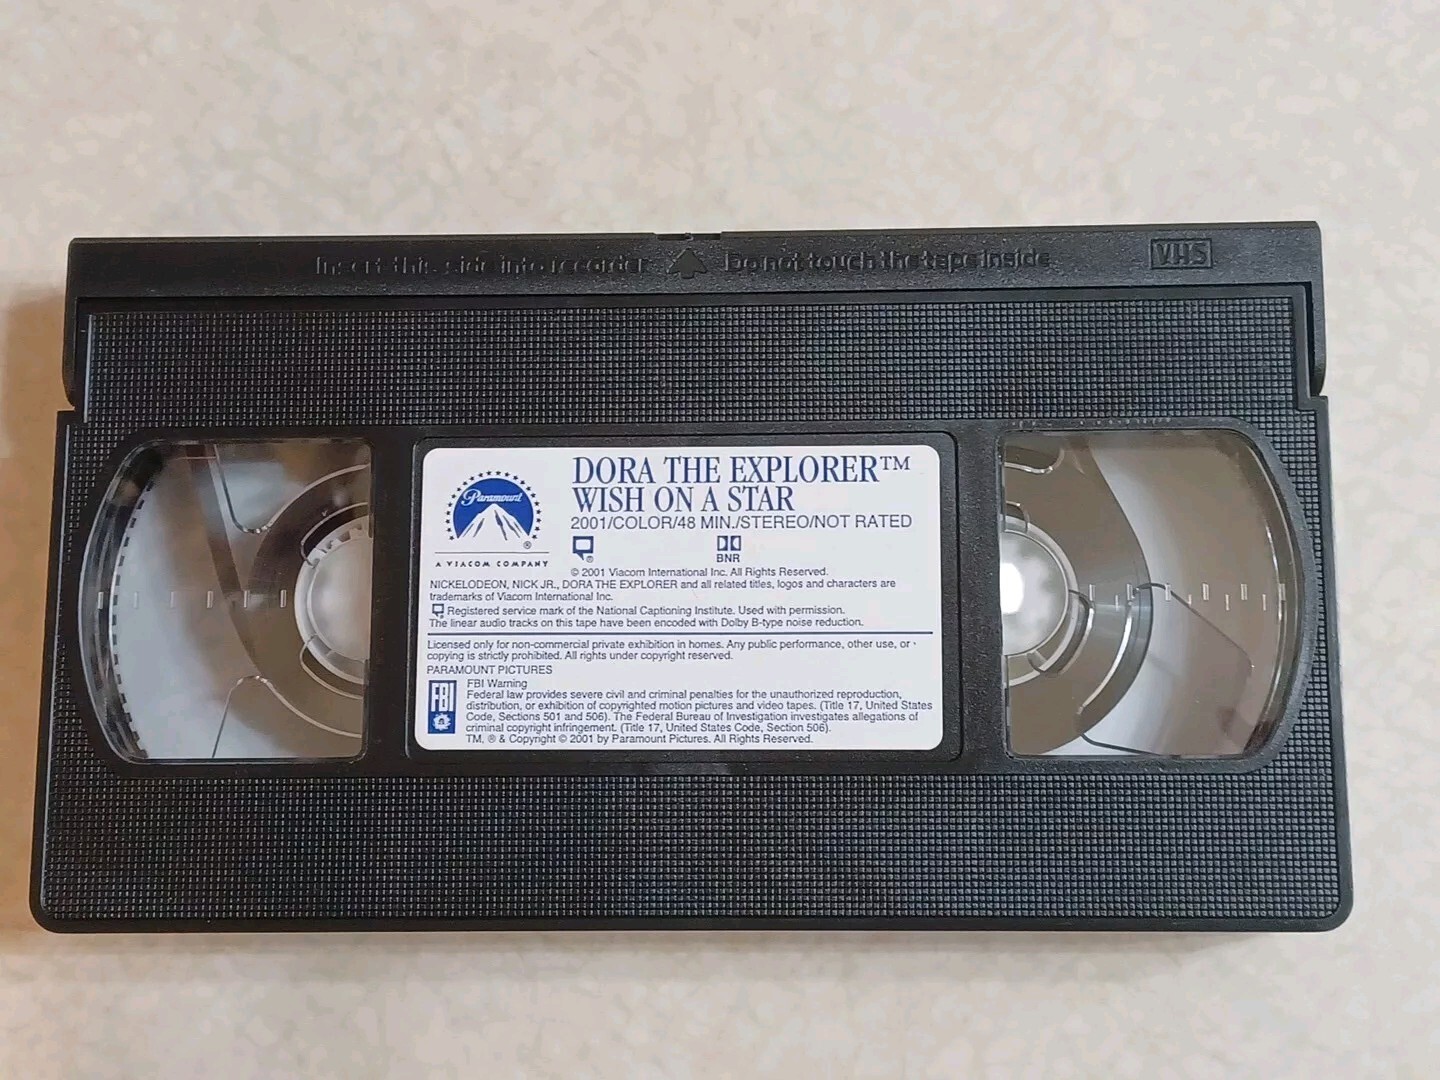 Insert this side into recorder Do not touch the tape inside VHS
Paramount
®
A VIACOM COMPANY
DORA THE EXPLORER™
WISH ON A STAR
2001/COLOR/48 MIN./STEREO/NOT RATED
®
BNR
© 2001 Viacom International Inc. All Rights Reserved.
NICKELODEON, NICK JR., DORA THE EXPLORER and all related titles, logos and characters are
trademarks of Viacom International Inc.
Registered service mark of the National Captioning Institute. Used with permission.
The linear audio tracks on this tape have been encoded with Dolby B-type noise reduction.
Licensed only for non-commercial private exhibition in homes. Any public performance, other use, or
copying is strictly prohibited. All rights under copyright reserved.
PARAMOUNT PICTURES
FBI
FBI Warning
Federal law provides severe civil and criminal penalties for the unauthorized reproduction,
distribution, or exhibition of copyrighted motion pictures and video tapes. (Title 17, United States
Code, Sections 501 and 506). The Federal Bureau of Investigation investigates allegations of
criminal copyright infringement. (Title 17, United States Code, Section 506).
TM, ® & Copyright © 2001 by Paramount Pictures. All Rights Reserved.